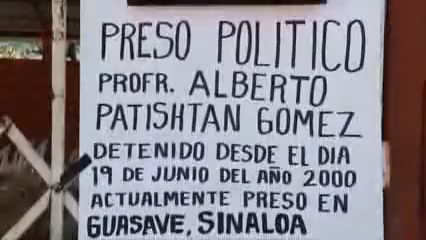 PRESO POLITICO
PROFR. ALBERTO
PATISHTAN GOMEZ
DETENIDO DESDE EL DIA
19 DE JUNIO DEL AÑO 2000
ACTUALMENTE PRESO EN
GUASAVE, SINALOA